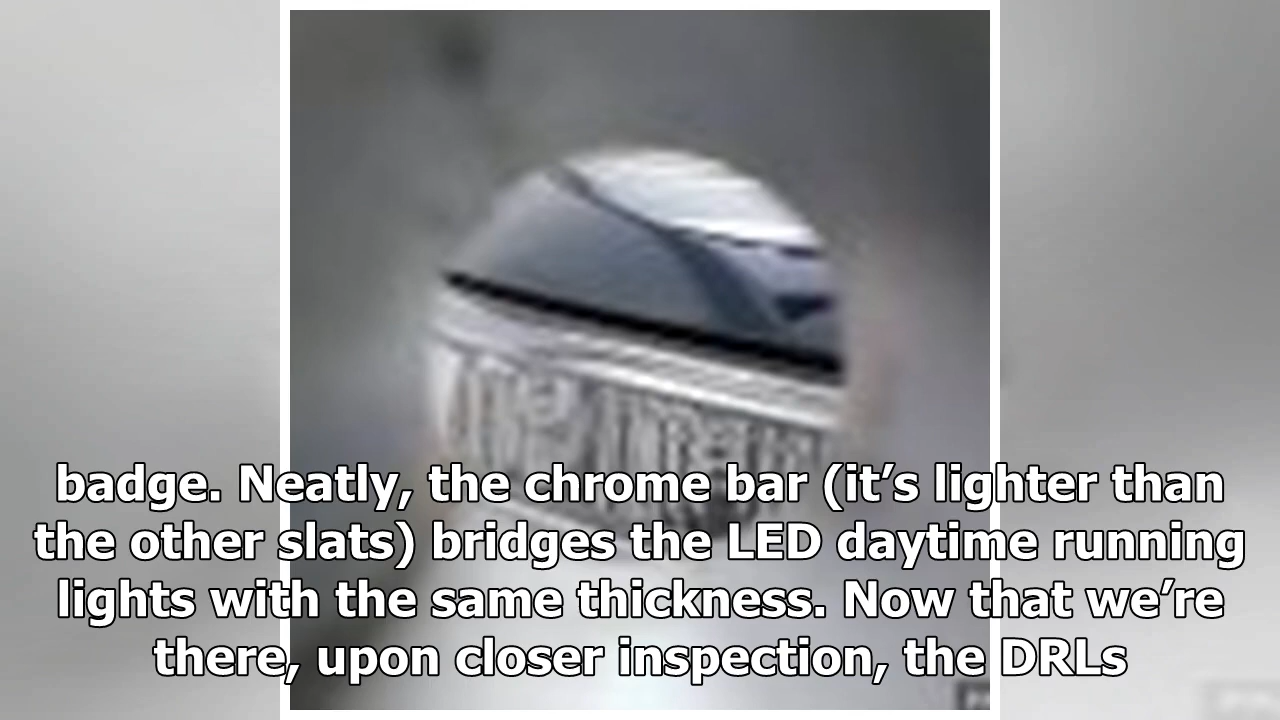 badge. Neatly, the chrome bar (it’s lighter than
the other slats) bridges the LED daytime running
lights with the same thickness. Now that we’re
there, upon closer inspection, the DRLs